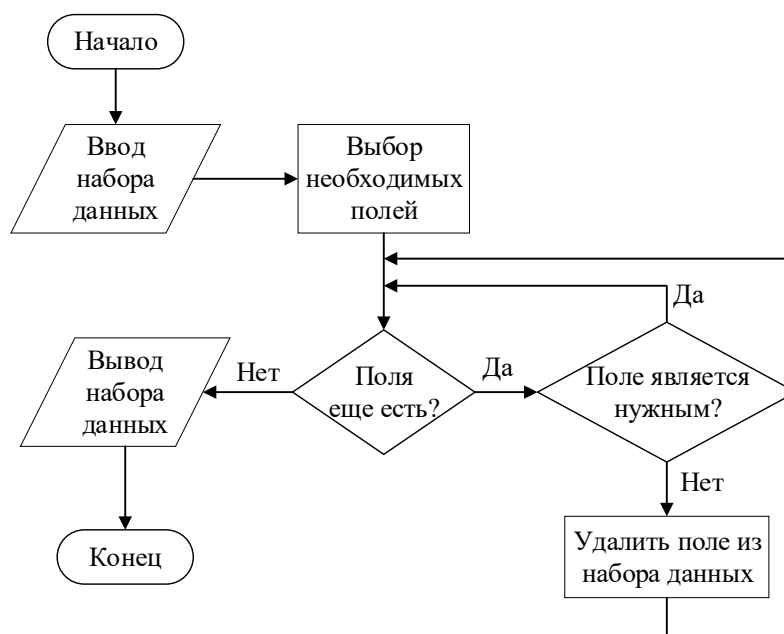 Начало
Ввод
набора
данных
Выбор
необходимых
полей
Да
Вывод
набора
данных
Нет
Поля
еще есть?
Да
Поле является
нужным?
Нет
Конец
Удалить поле из
набора данных